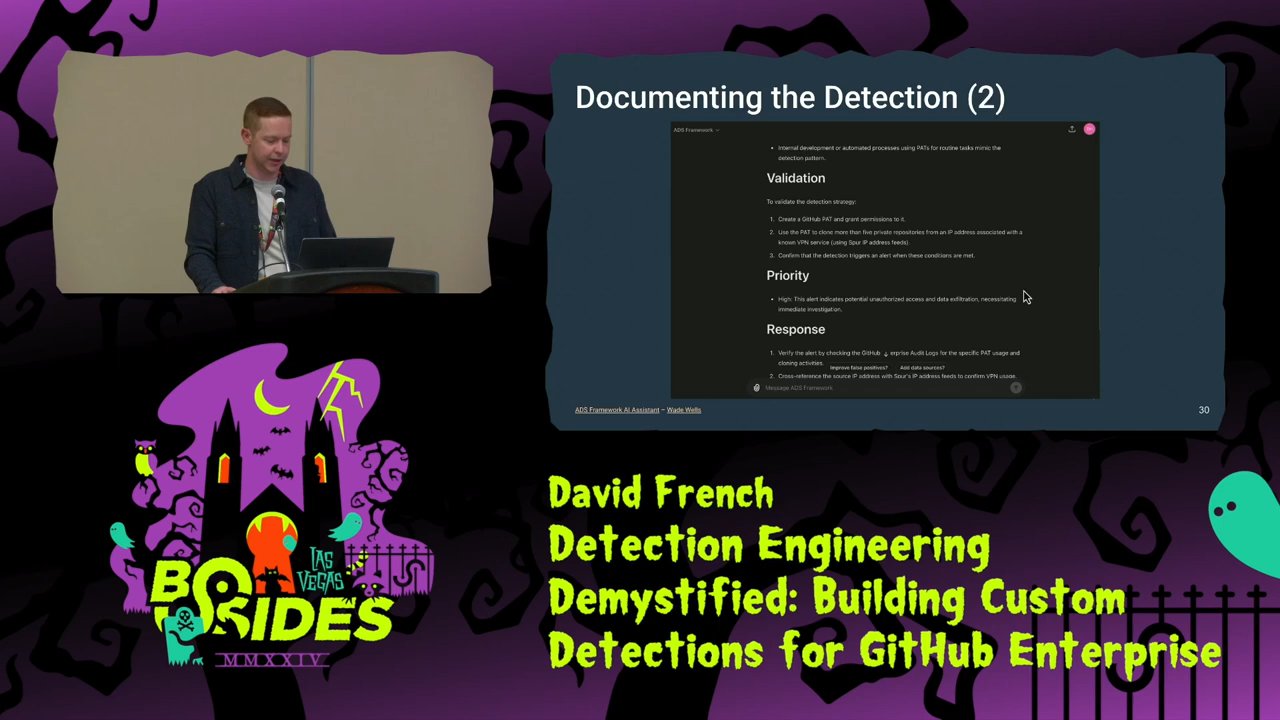 Documenting the Detection (2)
ADS Framework
Internal development or automated processes using PATs for routine tasks mimic the
detection pattern.
Validation
To validate the detection strategy:
1. Create a GitHub PAT and grant permissions to it.
2. Use the PAT to clone more than five private repositories from an IP address associated with a
known VPN service (using Spur IP address feeds).
3. Confirm that the detection triggers an alert when these conditions are met.
Priority
High: This alert indicates potential unauthorized access and data exfiltration, necessitating
immediate investigation.
Response
1. Verify the alert by checking the GitHub erprise Audit Logs for the specific PAT usage and
cloning activities.
Improve false positives? Add data sources?
2. Cross-reference the source IP address with Spur's IP address feeds to confirm VPN usage.
Message ADS Framework
ADS Framework AI Assistant – Wade Wells
30
BSIDES
LAS
VEGAS
MMXXIV
David French
Detection Engineering
Demystified: Building Custom
Detections for GitHub Enterprise